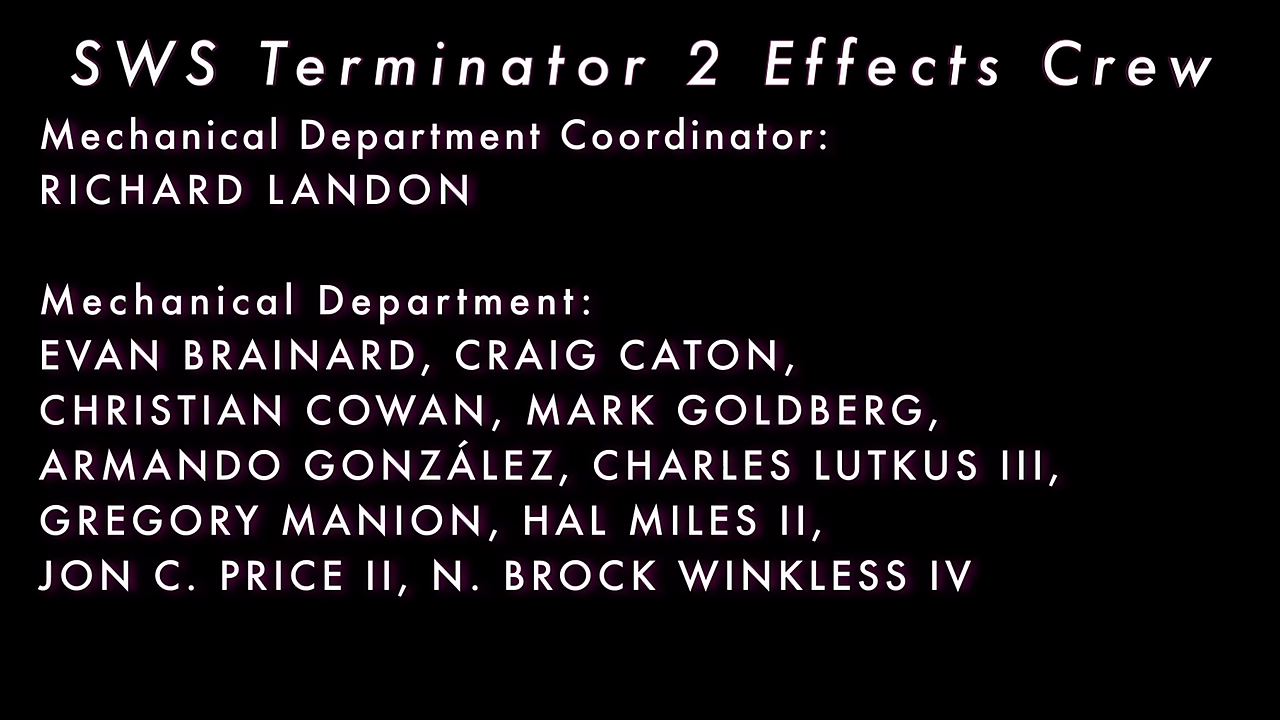 SWS Terminator 2 Effects Crew
Mechanical Department Coordinator:
RICHARD LANDON
Mechanical Department:
EVAN BRAINARD, CRAIG CATON,
CHRISTIAN COWAN, MARK GOLDBERG,
ARMANDO GONZÁLEZ, CHARLES LUTKUS III,
GREGORY MANION, HAL MILES II,
JON C. PRICE II, N. BROCK WINKLESS IV